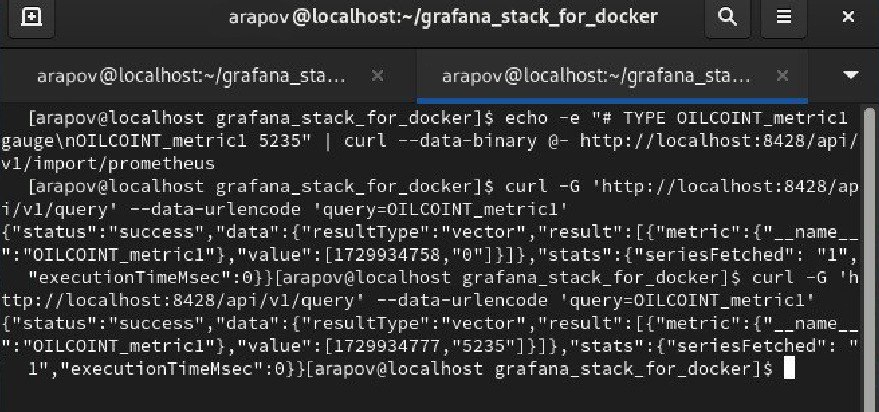 arapov@localhost:~/grafana_stack_for_docker
arapov@localhost:~/grafana_sta...
arapov@localhost:~/grafana_sta...
[arapov@localhost grafana_stack_for_docker]$ echo -e "# TYPE OILCOINT_metric1
gauge\nOILCOINT_metric1 5235" | curl --data-binary @- http://localhost:8428/api/
v1/import/prometheus
[arapov@localhost grafana_stack_for_docker]$ curl -G 'http://localhost:8428/ap
i/v1/query' --data-urlencode 'query=OILCOINT_metric1'
{"status":"success","data":{"resultType":"vector","result":[{"metric":{"__name__
":"OILCOINT_metric1"},"value":[1729934758,"0"]}]},"stats":{"seriesFetched": "1",
"executionTimeMsec":0}}[arapov@localhost grafana_stack_for_docker]$ curl -G 'h
ttp://localhost:8428/api/v1/query' --data-urlencode 'query=OILCOINT_metric1'
{"status":"success","data":{"resultType":"vector","result":[{"metric":{"__name__
":"OILCOINT_metric1"},"value":[1729934777,"5235"]}]},"stats":{"seriesFetched": "
1","executionTimeMsec":0}}[arapov@localhost grafana_stack_for_docker]$